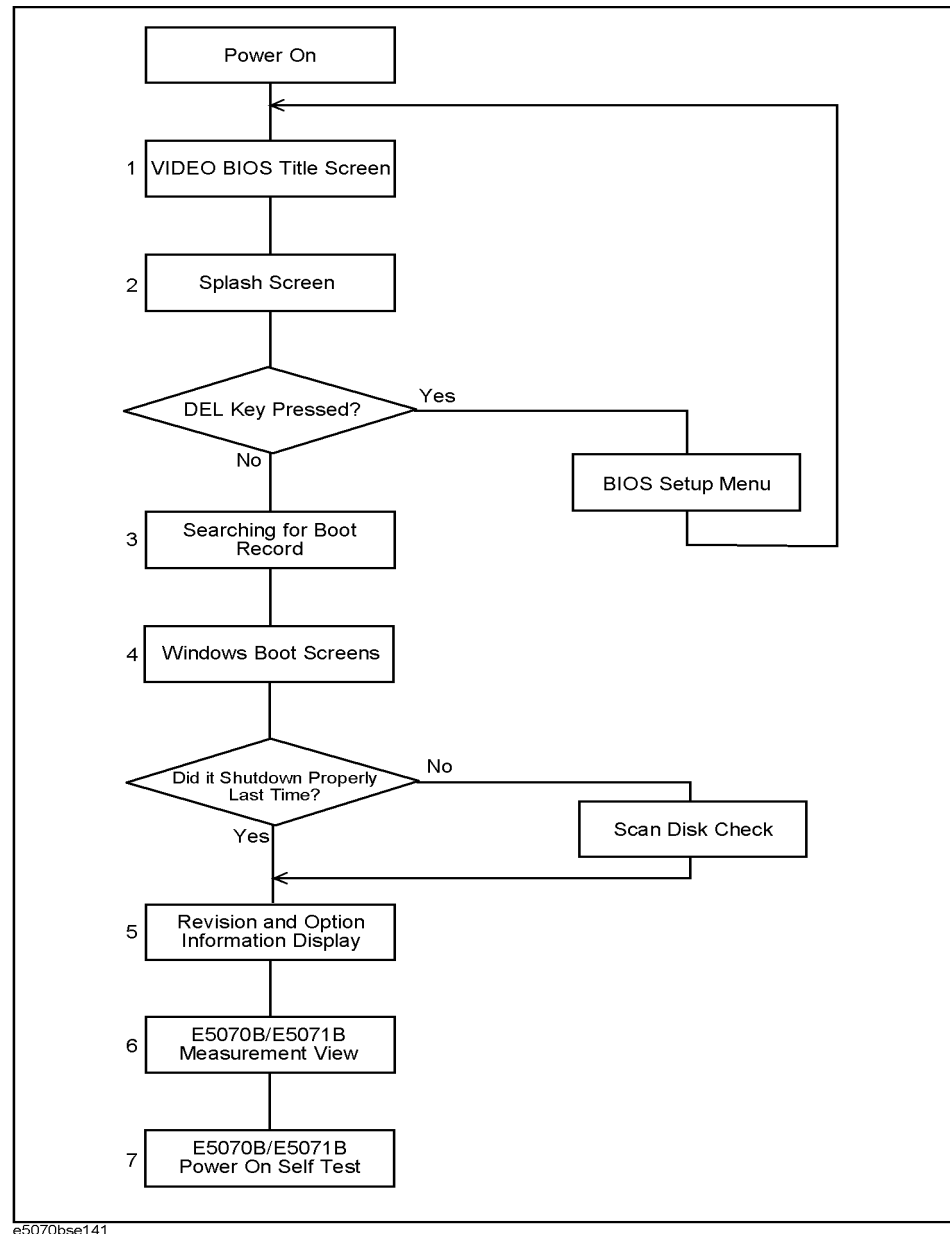 Power On
1 VIDEO BIOS Title Screen
2 Splash Screen
DEL Key Pressed?
Yes
No
BIOS Setup Menu
3 Searching for Boot
Record
4 Windows Boot Screens
Did it Shutdown Properly
Last Time?
No
Yes
Scan Disk Check
5 Revision and Option
Information Display
6 E5070B/E5071B
Measurement View
7 E5070B/E5071B
Power On Self Test
e5070bse141